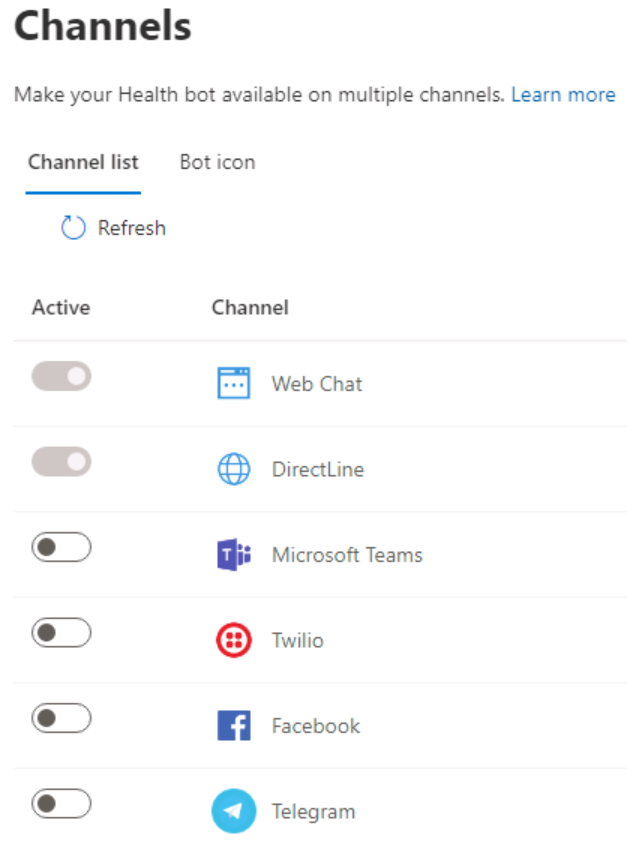 Channels
Make your Health bot available on multiple channels. Learn more
Channel list Bot icon
Refresh
Active Channel
Web Chat
DirectLine
Microsoft Teams
Twilio
Facebook
Telegram